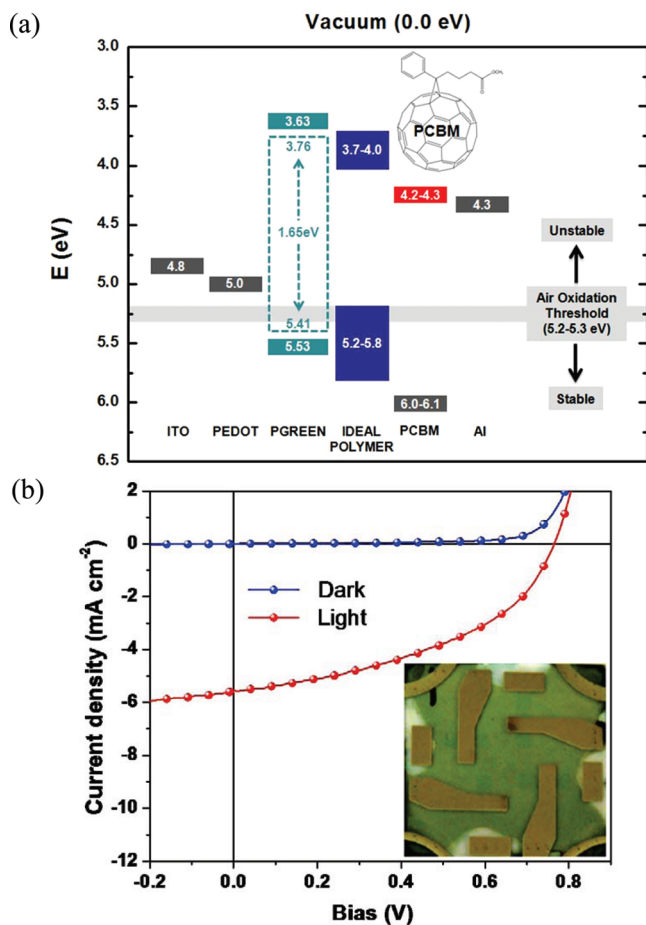 (a)
Vacuum (0.0 eV)
3.0
3.5
4.0
4.5
5.0
5.5
6.0
6.5
E (eV)
OCH₃
O
PCBM
3.63
3.76
3.7-4.0
4.2-4.3
4.3
1.65eV
4.8
5.0
5.41
5.53
5.2-5.8
6.0-6.1
Unstable
Air Oxidation
Threshold
(5.2-5.3 eV)
Stable
ITO PEDOT PGREEN IDEAL PCBM Al
POLYMER
(b)
2
0
-2
-4
-6
-8
-10
-12
Current density (mA cm⁻²)
Dark
Light
-0.2 0.0 0.2 0.4 0.6 0.8
Bias (V)